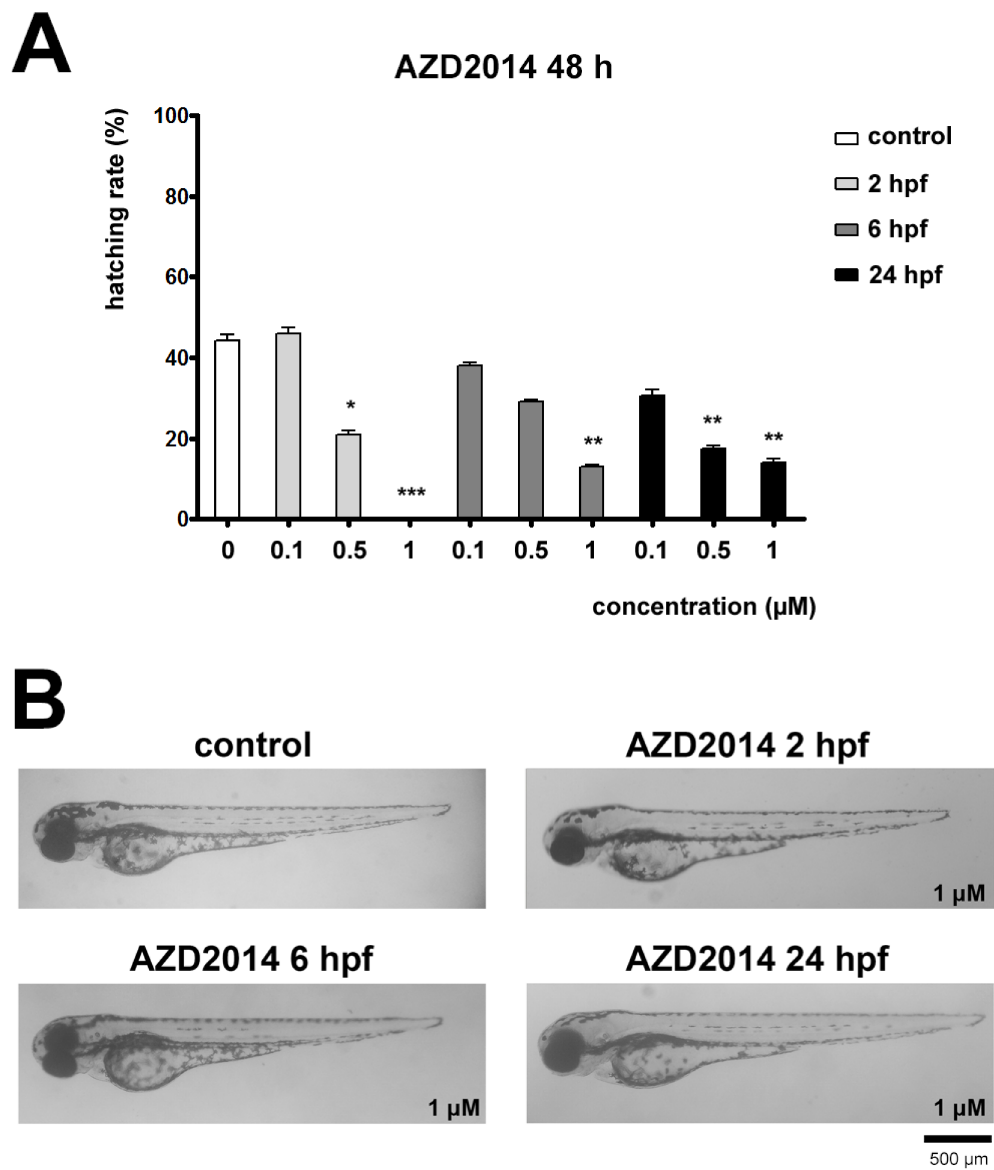 A
AZD2014 48 h
hatching rate (%)
100
80
60
40
20
0
control
2 hpf
6 hpf
24 hpf
*
***
**
**
**
0 0.1 0.5 1 0.1 0.5 1 0.1 0.5 1
concentration (µM)
B
control
AZD2014 2 hpf
1 µM
AZD2014 6 hpf
AZD2014 24 hpf
1 µM
1 µM
500 µm